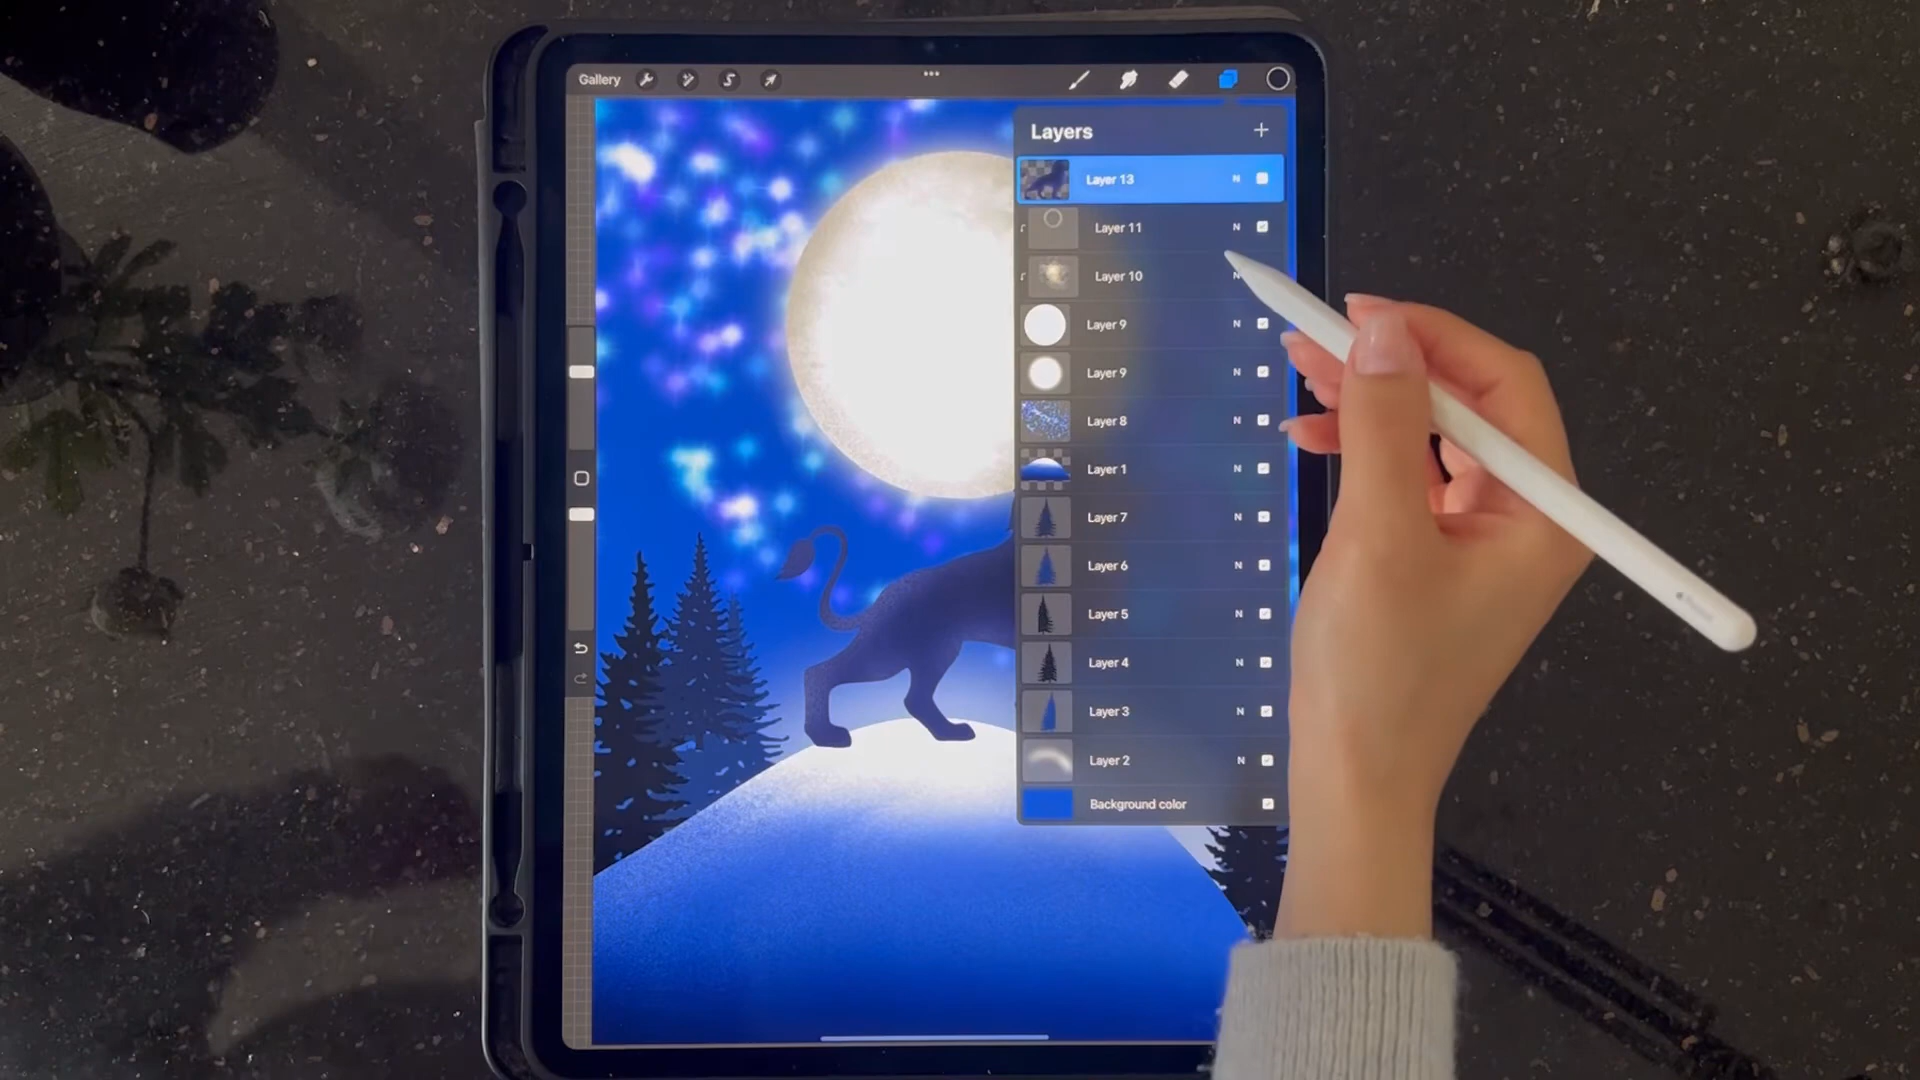 Gallery
Layers
Layer 13 N
Layer 11 N
Layer 10 N
Layer 9 N
Layer 9 N
Layer 8 N
Layer 1 N
Layer 7 N
Layer 6 N
Layer 5 N
Layer 4 N
Layer 3 N
Layer 2 N
Background color